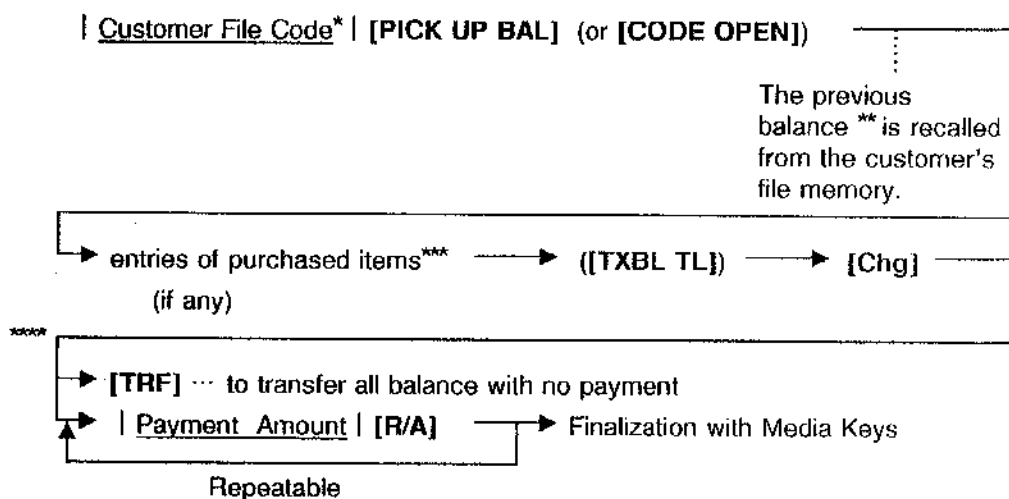 | Customer File Code* | [PICK UP BAL] (or [CODE OPEN])
The previous
balance ** is recalled
from the customer's
file memory.
entries of purchased items*** ([TXBL TL]) [Chg]
(if any)
****
[TRF] ··· to transfer all balance with no payment
| Payment Amount | [R/A] Finalization with Media Keys
Repeatable